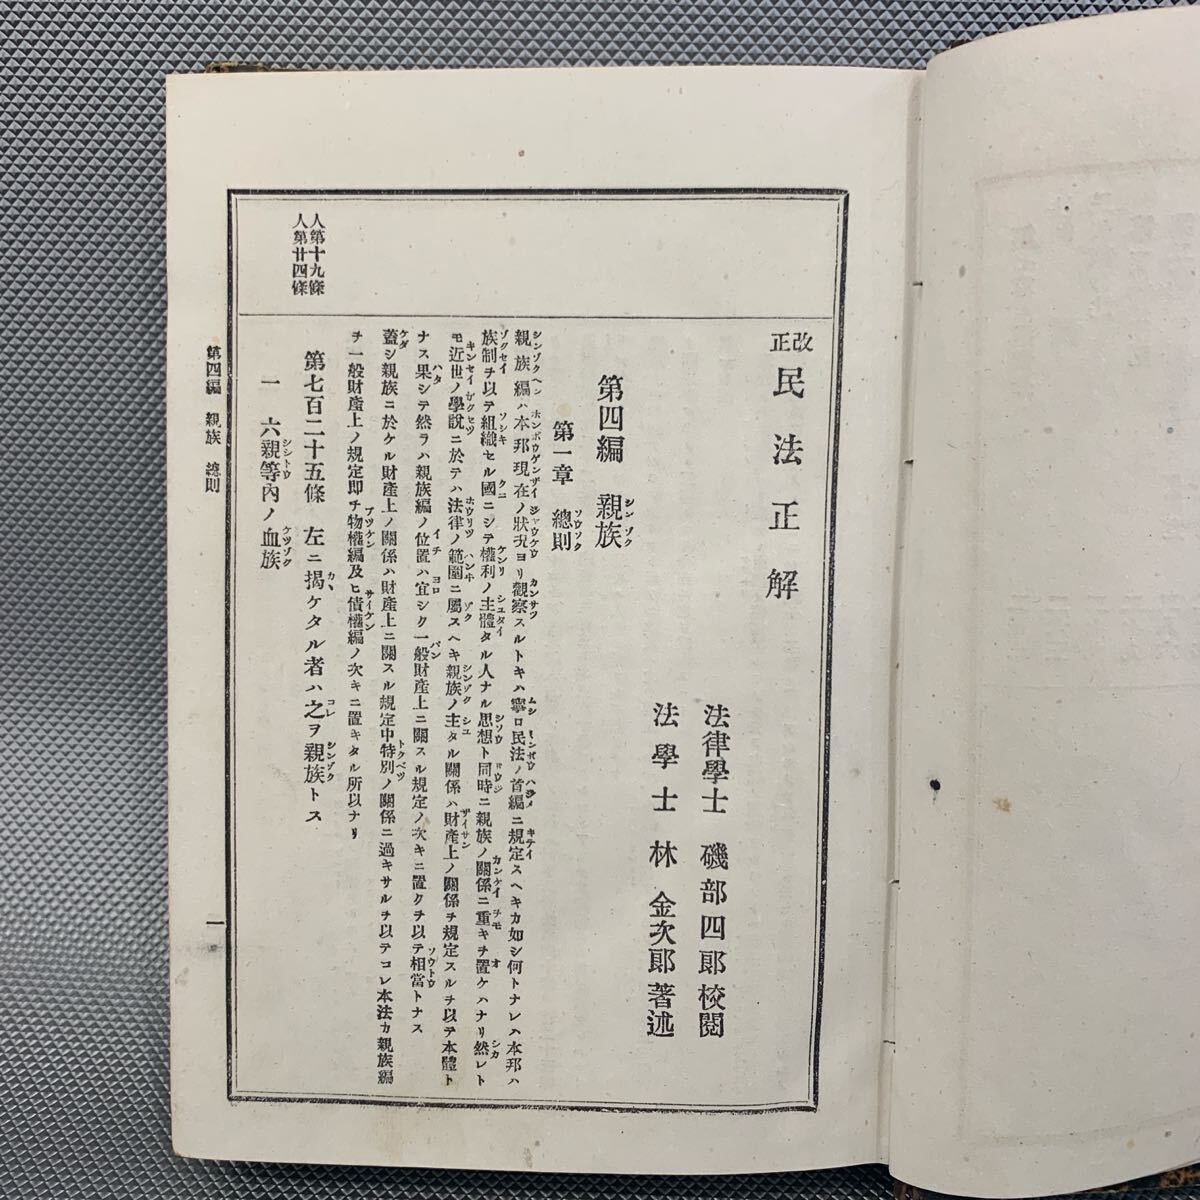 改正民法正解
法律學士 磯部四郎校閲
法學士 林金次郎著述
第四編 親族
シンゾク
第一章 總則
ソウソク
親族編ハ本邦現在ノ狀况ヨリ觀察スルトキハ寧ロ民法ノ首編ニ規定スヘキカ如シ何トナレハ本邦ハ
族制ヲ以テ組織セル國ニシテ權利ノ主體タル人ナル思想ト同時ニ親族ノ關係ニ重キヲ置ケハナリ然レト
モ近世ノ學說ニ於テハ法律ノ範圍ニ屬スヘキ親族ノ主タル關係ハ財產上ノ關係ヲ規定スルヲ以テ本體ト
ナス果シテ然ラハ親族編ノ位置ハ宜シク一般財產上ニ關スル規定ノ次キニ置クヲ以テ相當トナス
蓋シ親族ニ於ケル財產上ノ關係ハ財產上ニ關スル規定中特別ノ關係ニ過キサルヲ以テコレ本法カ親族編
ヲ一般財產上ノ規定即チ物權編及ヒ債權編ノ次キニ置キタル所以ナリ
人第十九條
人第廿四條
第七百二十五條 左ニ揭ケタル者ハ之ヲ親族トス
一 六親等內ノ血族
第四編 親族 總則
一